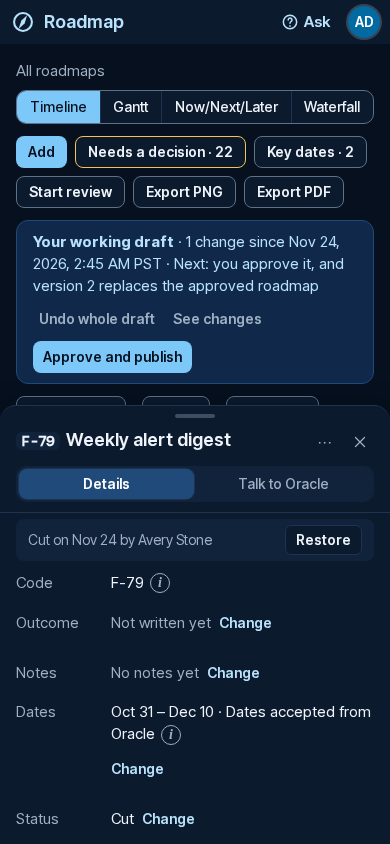 Roadmap
Ask
AD
All roadmaps
Timeline Gantt Now/Next/Later Waterfall
Add Needs a decision · 22 Key dates · 2
Start review Export PNG Export PDF
Your working draft · 1 change since Nov 24,
2026, 2:45 AM PST · Next: you approve it, and
version 2 replaces the approved roadmap
Undo whole draft See changes
Approve and publish
F-79 Weekly alert digest
Details Talk to Oracle
Cut on Nov 24 by Avery Stone Restore
Code F-79 i
Outcome Not written yet Change
Notes No notes yet Change
Dates Oct 31 – Dec 10 · Dates accepted from
Oracle i
Change
Status Cut Change